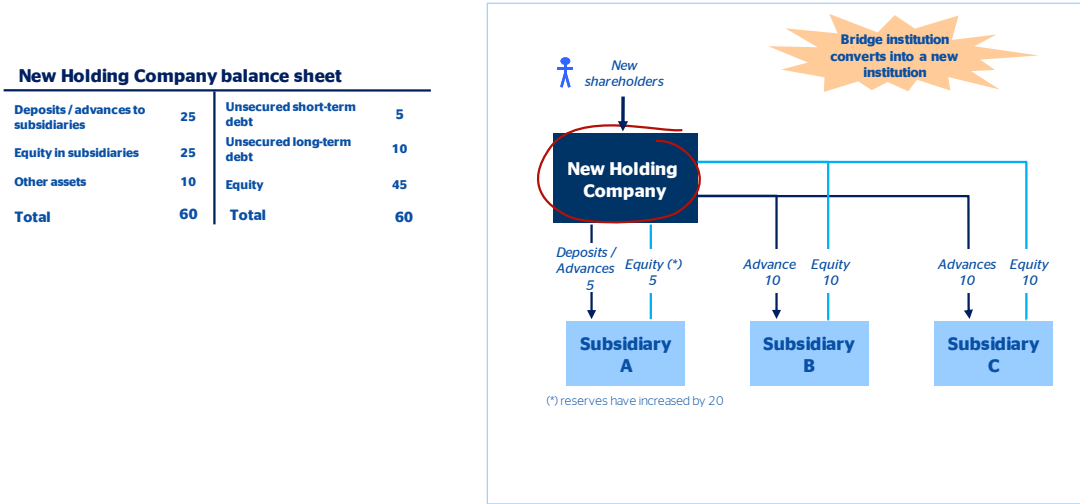 New Holding Company balance sheet
Deposits / advances to
subsidiaries
25
Unsecured short-term
debt
5
Equity in subsidiaries
25
Unsecured long-term
debt
10
Other assets
10
Equity
45
Total
60
Total
60
Bridge institution
converts into a new
institution
New
shareholders
New Holding
Company
Deposits /
Advances
5
Equity (*)
5
Advance
10
Equity
10
Advances
10
Equity
10
Subsidiary
A
Subsidiary
B
Subsidiary
C
(*) reserves have increased by 20